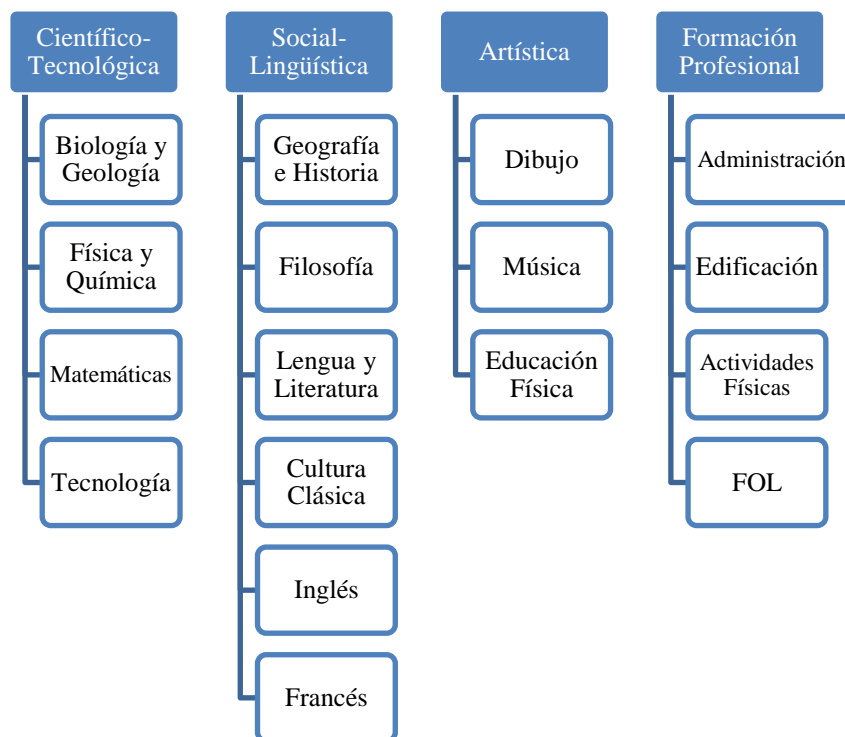 Científico-
Tecnológica
Biología y
Geología
Física y
Química
Matemáticas
Tecnología
Social-
Lingüística
Geografía
e Historia
Filosofía
Lengua y
Literatura
Cultura
Clásica
Inglés
Francés
Artística
Dibujo
Música
Educación
Física
Formación
Profesional
Administración
Edificación
Actividades
Físicas
FOL